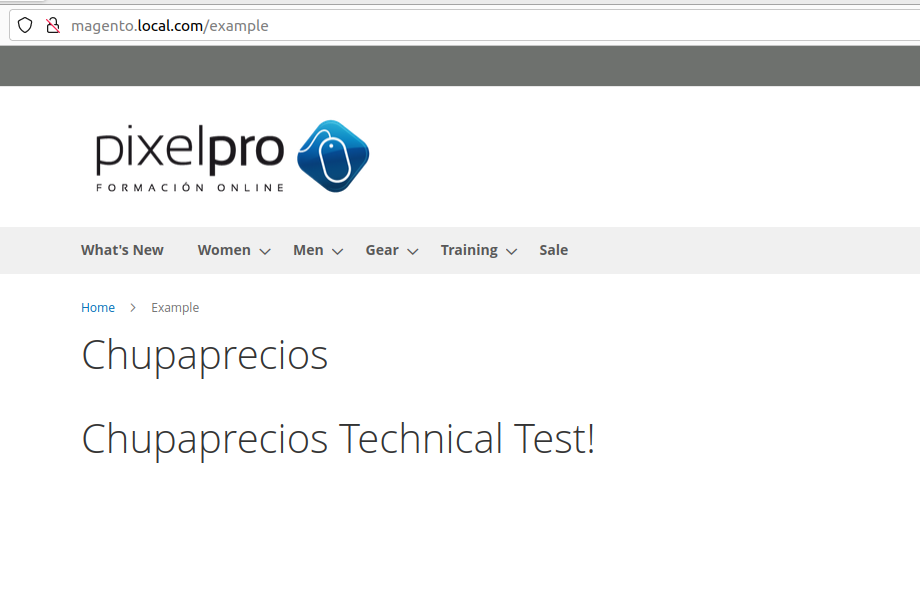 magento.local.com/example
pixelpro
FORMACIÓN ONLINE
What's New Women Men Gear Training Sale
Home > Example
Chupaprecios
Chupaprecios Technical Test!